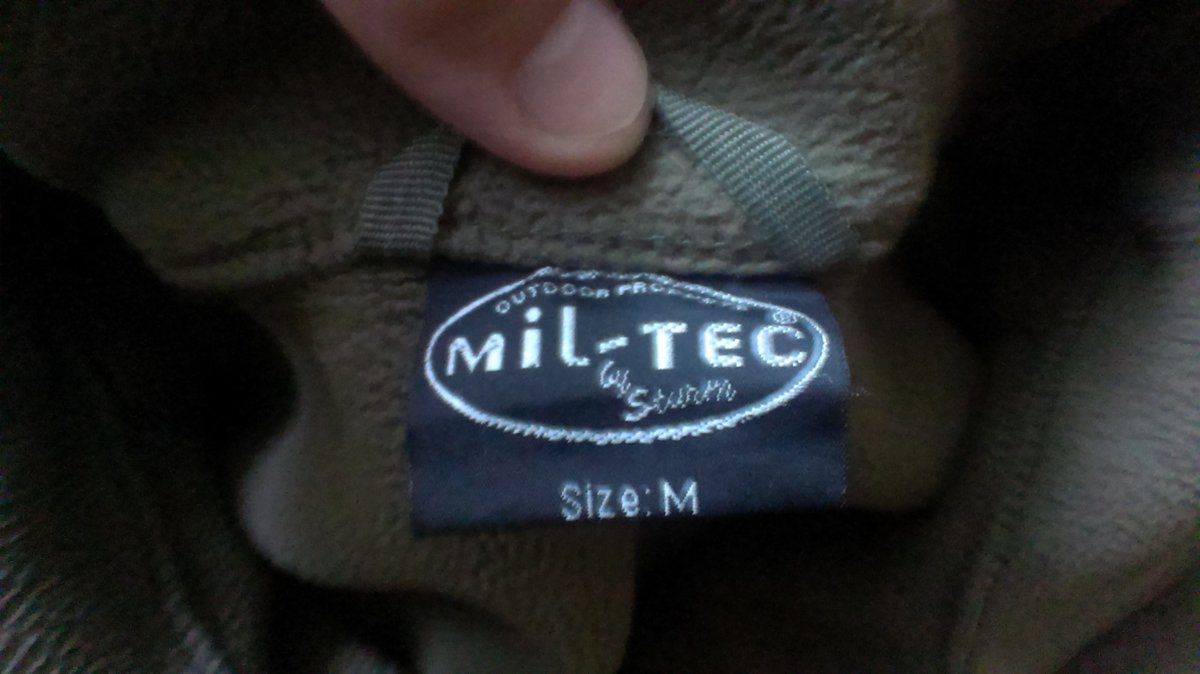 OUTDOOR PRODUCTS
MiL-TEC®
by Sturm
Size: M